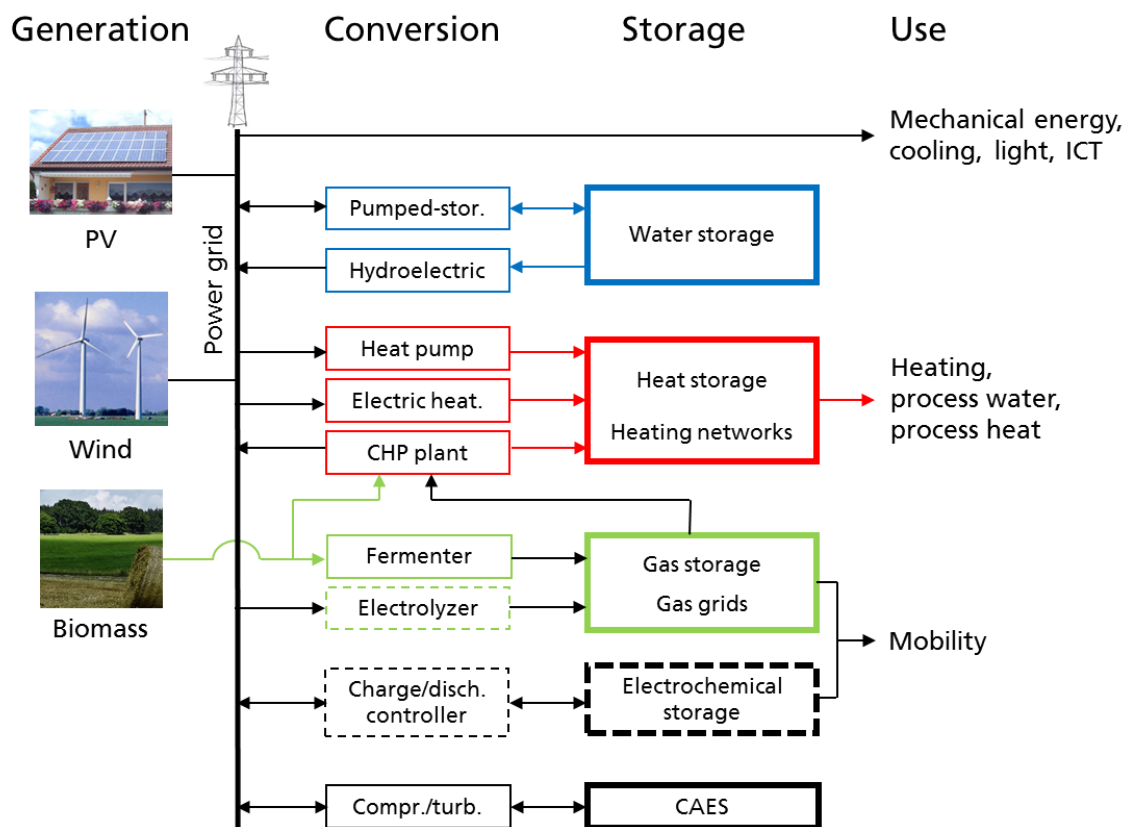 Generation
Conversion
Storage
Use
Mechanical energy,
cooling, light, ICT
PV
Power grid
Pumped-stor.
Water storage
Hydroelectric
Wind
Heat pump
Electric heat.
CHP plant
Heat storage
Heating networks
Heating,
process water,
process heat
Biomass
Fermenter
Electrolyzer
Gas storage
Gas grids
Mobility
Charge/disch.
controller
Electrochemical
storage
Compr./turb.
CAES